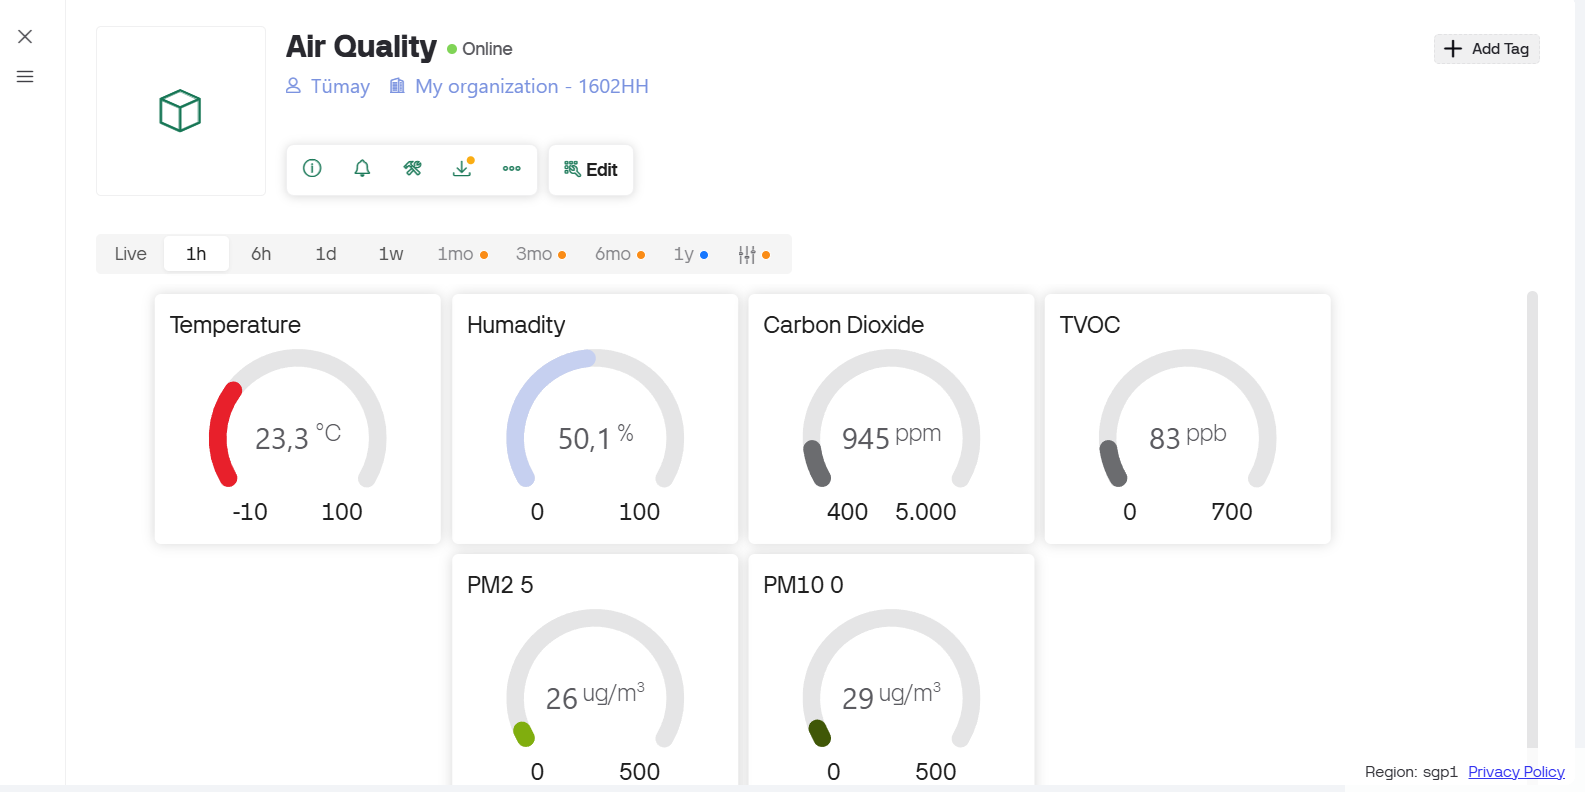 Air Quality Online
Add Tag
Tümay My organization - 1602HH
Edit
Live 1h 6h 1d 1w 1mo 3mo 6mo 1y
Temperature Humadity Carbon Dioxide TVOC
23,3 °C 50,1 % 945 ppm 83 ppb
-10 100 0 100 400 5.000 0 700
PM2 5 PM10 0
26 ug/m³ 29 ug/m³
0 500 0 500
Region: sgp1 Privacy Policy